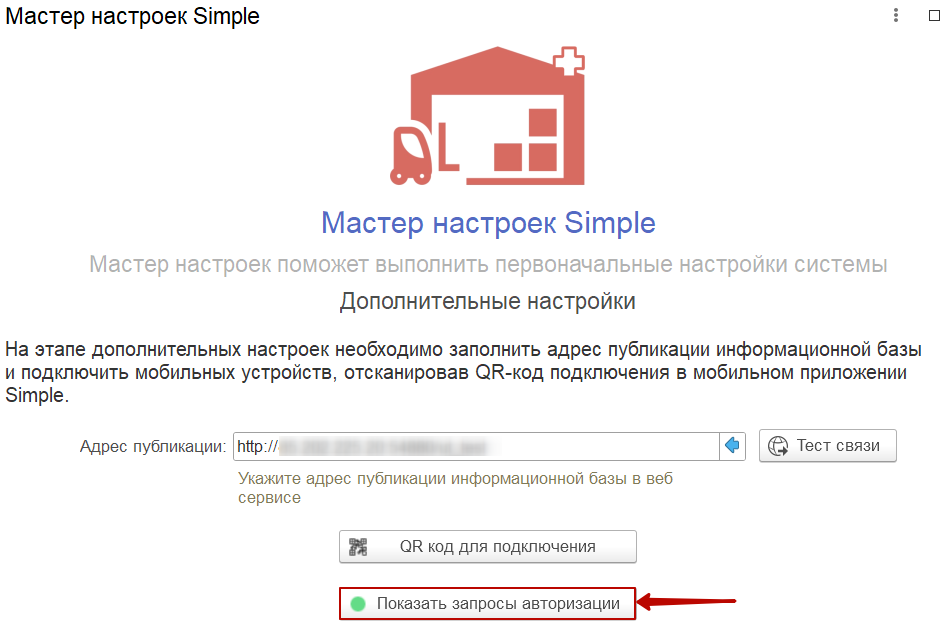 Мастер настроек Simple
Мастер настроек Simple
Мастер настроек поможет выполнить первоначальные настройки системы
Дополнительные настройки
На этапе дополнительных настроек необходимо заполнить адрес публикации информационной базы
и подключить мобильных устройств, отсканировав QR-код подключения в мобильном приложении
Simple.
Адрес публикации: http:// Тест связи
Укажите адрес публикации информационной базы в веб
сервисе
QR код для подключения
Показать запросы авторизации